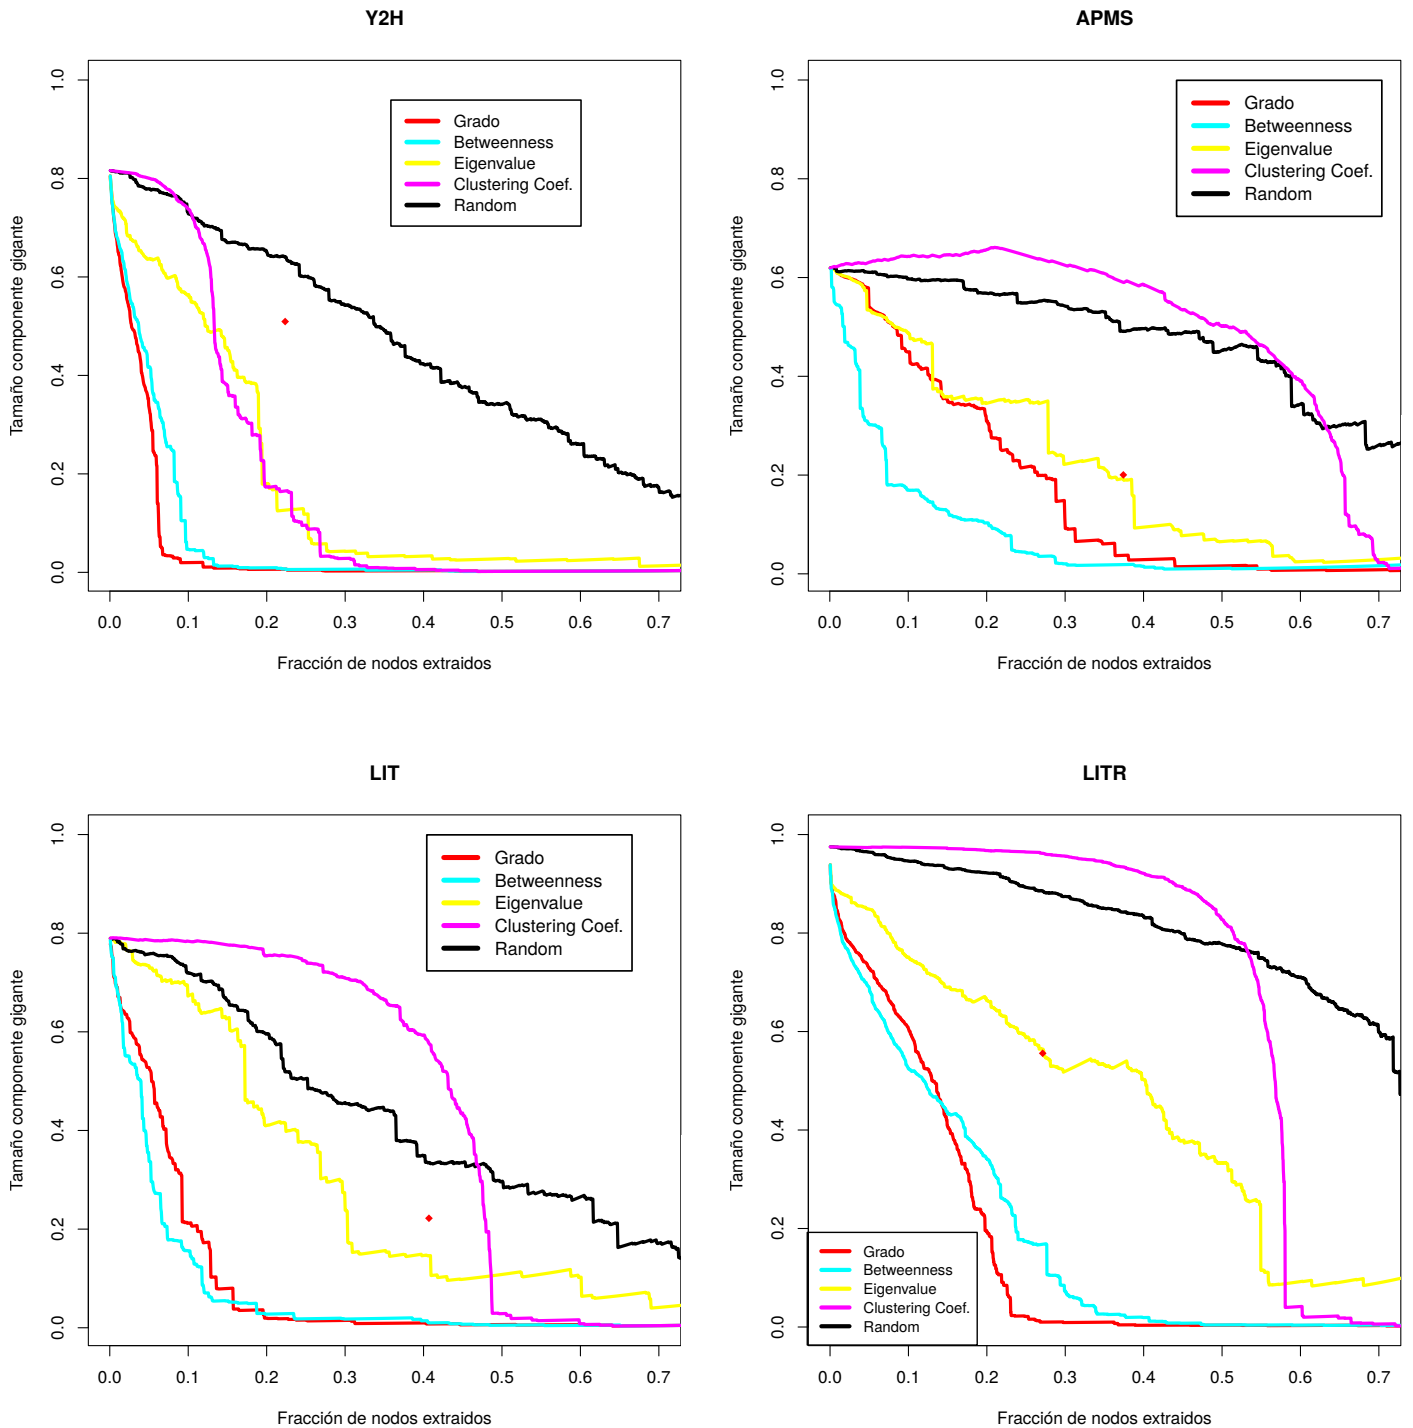 Y2H
Tamaño componente gigante
1.0
0.8
0.6
0.4
0.2
0.0
Grado
Betweenness
Eigenvalue
Clustering Coef.
Random
0.0 0.1 0.2 0.3 0.4 0.5 0.6 0.7
Fracción de nodos extraidos
APMS
Tamaño componente gigante
1.0
0.8
0.6
0.4
0.2
0.0
Grado
Betweenness
Eigenvalue
Clustering Coef.
Random
0.0 0.1 0.2 0.3 0.4 0.5 0.6 0.7
Fracción de nodos extraidos
LIT
Tamaño componente gigante
1.0
0.8
0.6
0.4
0.2
0.0
Grado
Betweenness
Eigenvalue
Clustering Coef.
Random
0.0 0.1 0.2 0.3 0.4 0.5 0.6 0.7
Fracción de nodos extraidos
LITR
Tamaño componente gigante
1.0
0.8
0.6
0.4
0.2
0.0
Grado
Betweenness
Eigenvalue
Clustering Coef.
Random
0.0 0.1 0.2 0.3 0.4 0.5 0.6 0.7
Fracción de nodos extraidos